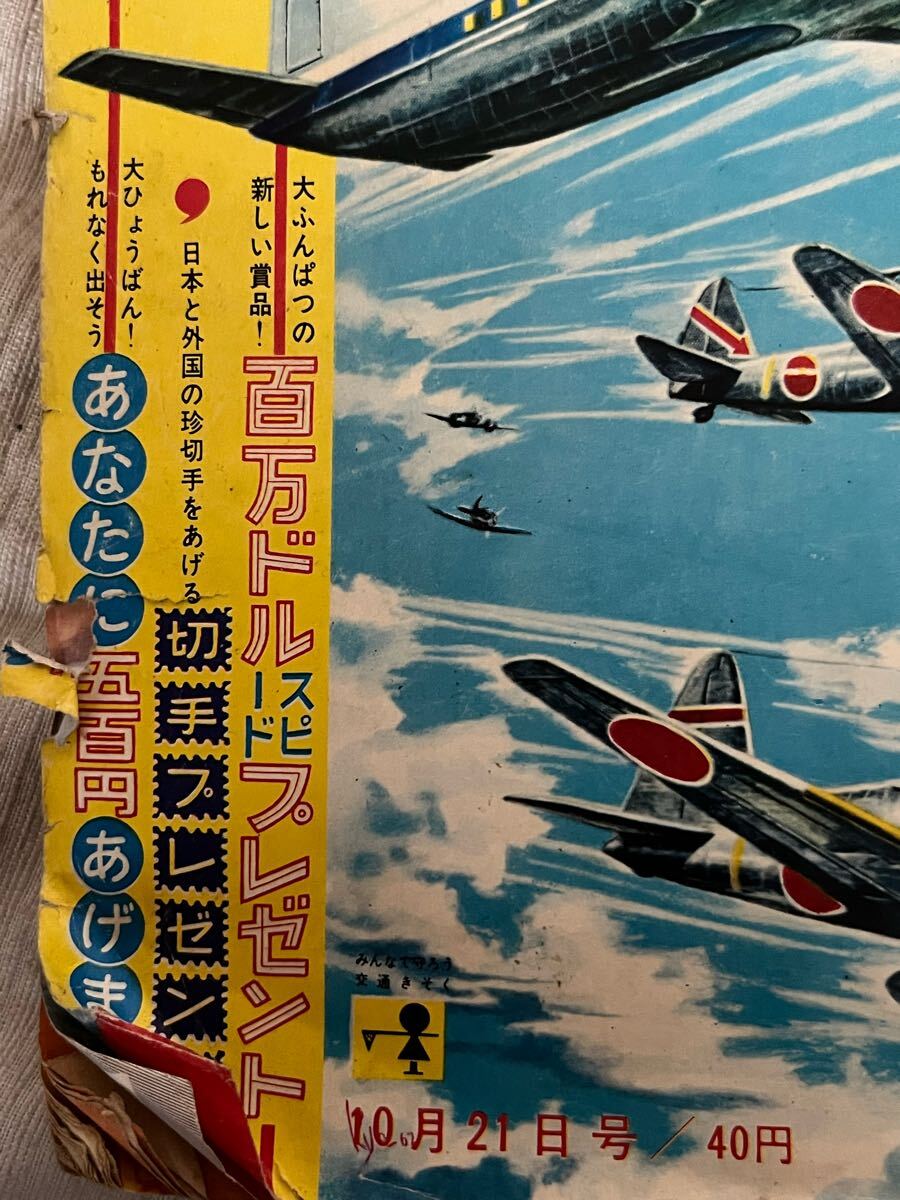 大ふんぱつの
新しい賞品！
百万ドルスピードプレゼント
日本と外国の珍切手をあげる
切手プレゼン
大ひょうばん！
もれなく出そう
あなたに五百円あげま
みんなで守ろう
交通きそく
10月21日号／40円